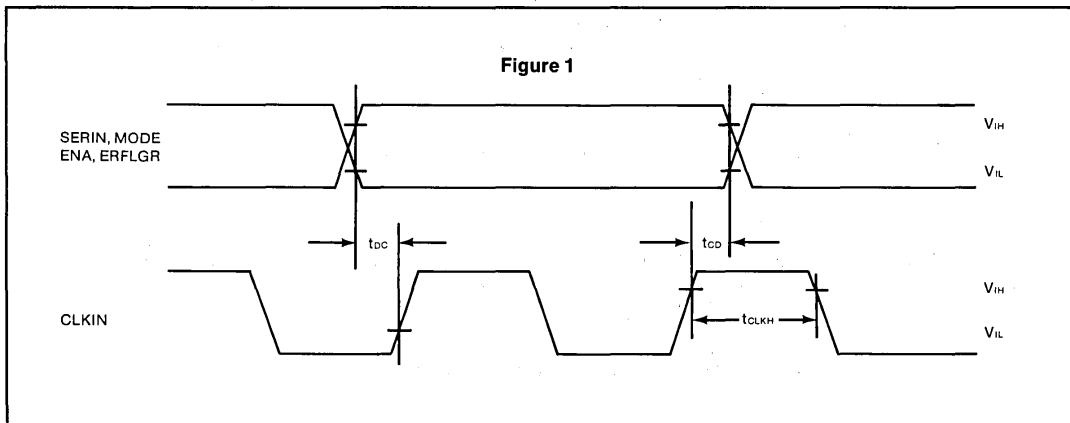 Figure 1
SERIN, MODE
ENA, ERFLGR
VIH
VIL
tDC
tCD
CLKIN
VIH
tCLKH
VIL